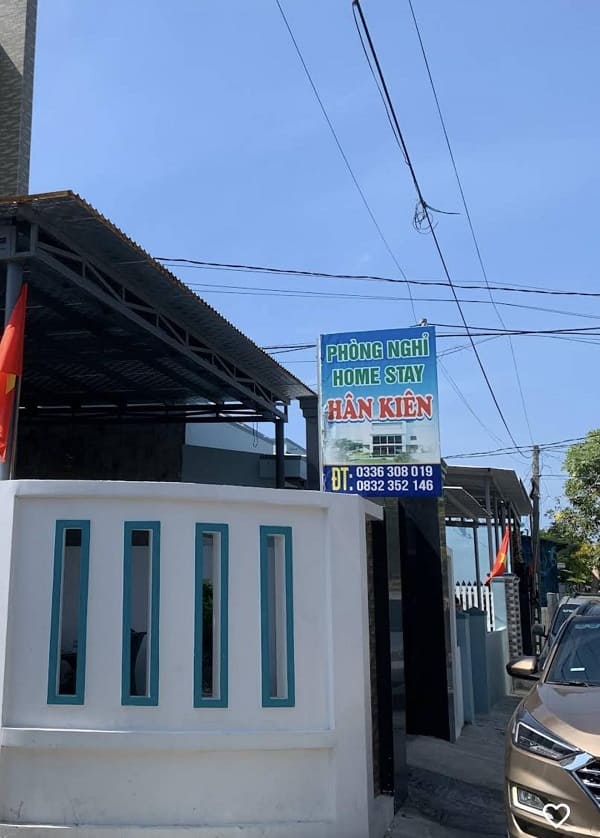 PHÒNG NGHỈ
HOME STAY
HÂN KIÊN
ĐT. 0336 308 019
0832 352 146